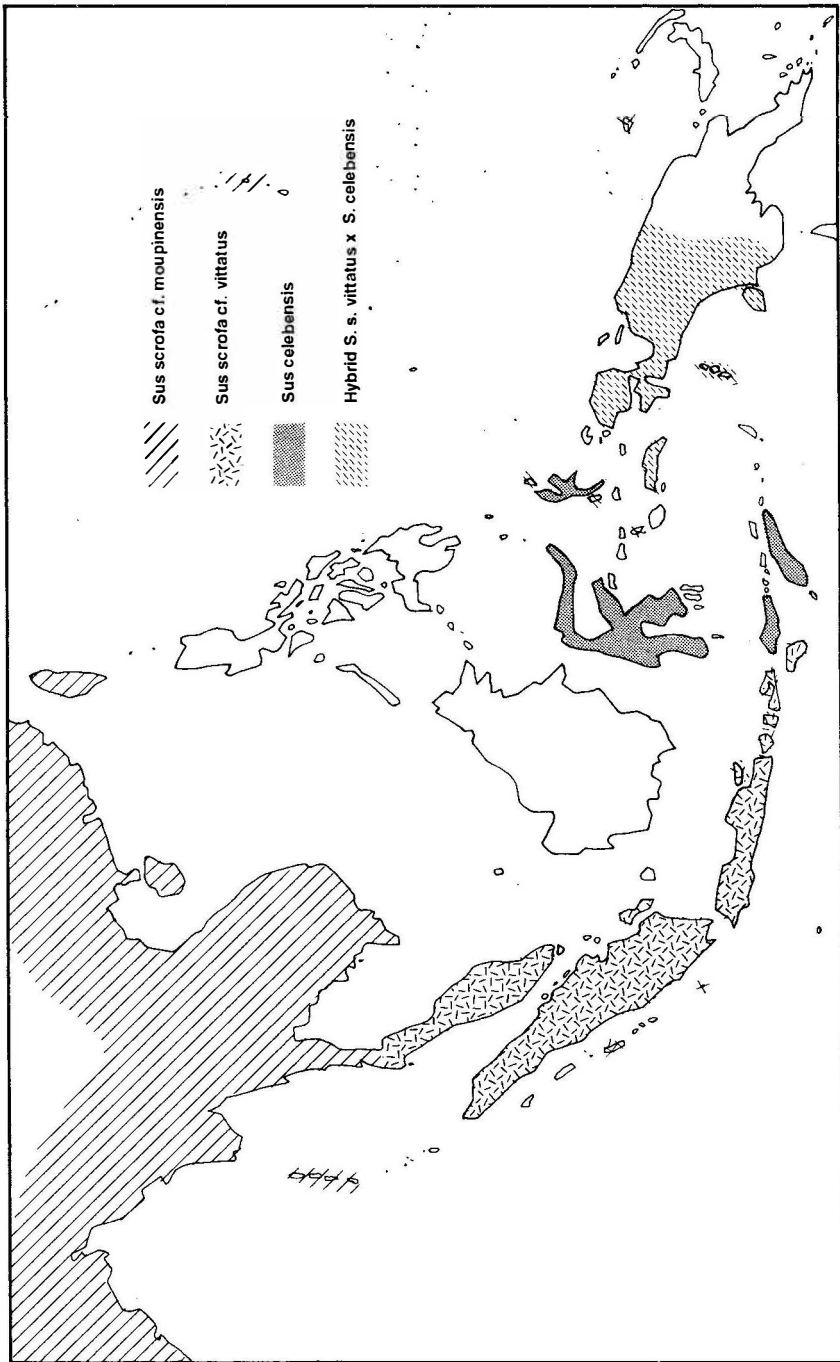 Sus scrofa cf. moupinensis
Sus scrofa cf. vittatus
Sus celebensis
Hybrid S. s. vittatus x S. celebensis